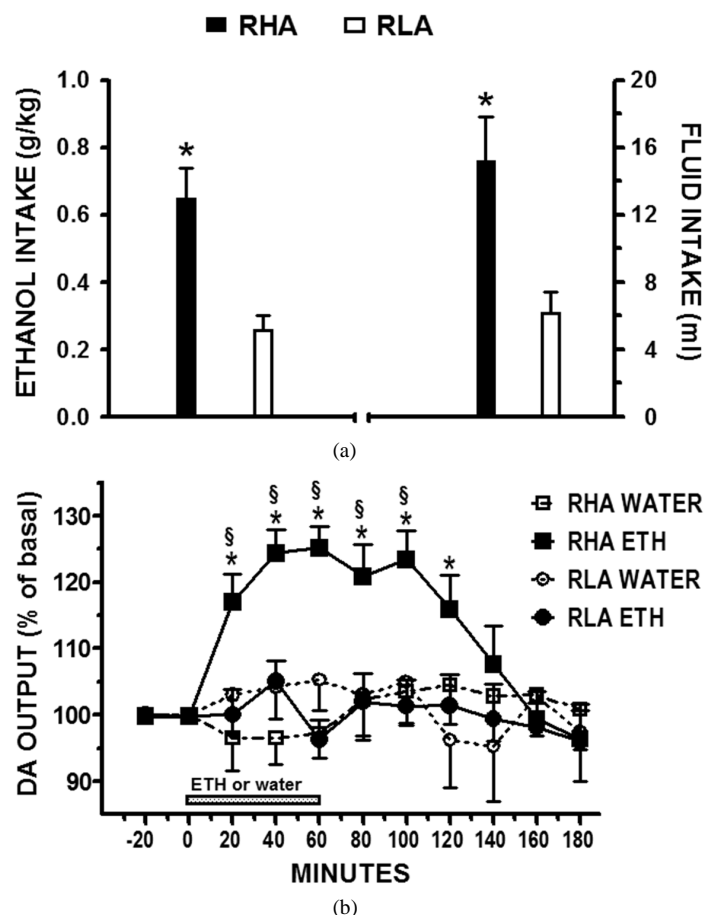 RHA RLA
ETHANOL INTAKE (g/kg)
1.0
0.8
0.6
0.4
0.2
0.0
* *
20
16
12
8
4
0
FLUID INTAKE (ml)
(a)
DA OUTPUT (% of basal)
130
120
110
100
90
§ § § § §
* * * * * *
RHA WATER
RHA ETH
RLA WATER
RLA ETH
ETH or water
-20 0 20 40 60 80 100 120 140 160 180
MINUTES
(b)